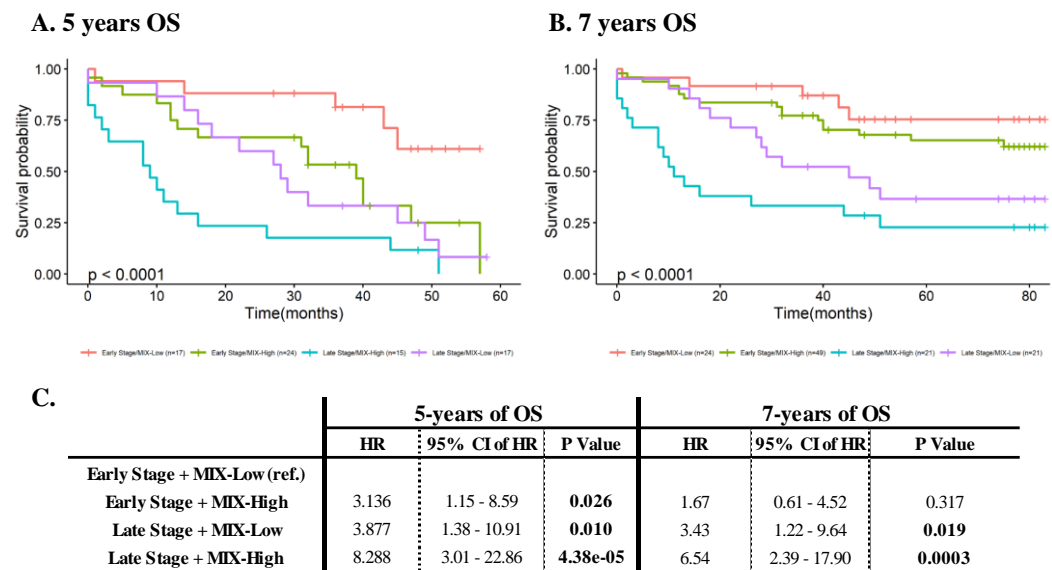 A. 5 years OS
B. 7 years OS
Survival probability
1.00
0.75
0.50
0.25
0.00
p < 0.0001
0 10 20 30 40 50 60
Time(months)
Early Stage/MIX-Low (n=17) Early Stage/MIX-High (n=24) Late Stage/MIX-High (n=15) Late Stage/MIX-Low (n=17)
Survival probability
1.00
0.75
0.50
0.25
0.00
p < 0.0001
0 20 40 60 80
Time(months)
Early Stage/MIX-Low (n=24) Early Stage/MIX-High (n=49) Late Stage/MIX-High (n=21) Late Stage/MIX-Low (n=21)
C.
5-years of OS 7-years of OS
HR 95% CI of HR P Value HR 95% CI of HR P Value
Early Stage + MIX-Low (ref.)
Early Stage + MIX-High 3.136 1.15 - 8.59 0.026 1.67 0.61 - 4.52 0.317
Late Stage + MIX-Low 3.877 1.38 - 10.91 0.010 3.43 1.22 - 9.64 0.019
Late Stage + MIX-High 8.288 3.01 - 22.86 4.38e-05 6.54 2.39 - 17.90 0.0003